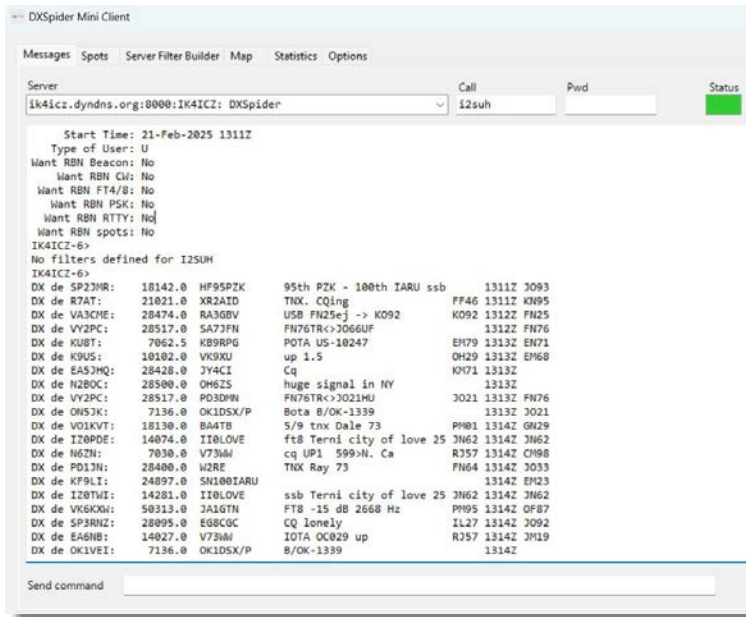 DXSpider Mini Client
Messages Spots Server Filter Builder Map Statistics Options
Server Call Pwd Status
ik4icz.dyndns.org:8000:IK4ICZ: DXSpider i2suh
Start Time: 21-Feb-2025 1311Z
Type of User: U
Want RBN Beacon: No
Want RBN CW: No
Want RBN FT4/8: No
Want RBN PSK: No
Want RBN RTTY: No
Want RBN spots: No
IK4ICZ-6>
No filters defined for I2SUH
IK4ICZ-6>
DX de SP2JMR: 18142.0 HF95PZK 95th PZK - 100th IARU ssb 1311Z JO93
DX de R7AT: 21021.0 XR2AID TNX. CQing FF46 1311Z KN95
DX de VA3CME: 28474.0 RA3GBV USB FN25ej -> KO92 KO92 1312Z FN25
DX de VY2PC: 28517.0 SA7JFN FN76TR<>JO66UF 1312Z FN76
DX de KU8T: 7062.5 KB9RPG POTA US-10247 EM79 1313Z EN71
DX de K9US: 10102.0 VK9XU up 1.5 OH29 1313Z EM68
DX de EA5JMQ: 28428.0 JY4CI Cq KM71 1313Z
DX de N2BOC: 28500.0 OH6ZS huge signal in NY 1313Z
DX de VY2PC: 28517.0 PD3DMN FN76TR<>JO21HU JO21 1313Z FN76
DX de ON5JK: 7136.0 OK1DSX/P Bota B/OK-1339 1313Z JO21
DX de VO1KVT: 18130.0 BA4TB 5/9 tnx Dale 73 PM01 1314Z GN29
DX de IZ0PDE: 14074.0 II0LOVE ft8 Terni city of love 25 JN62 1314Z JN62
DX de N6ZN: 7030.0 V73WW cq UP1 599>N. Ca RJ57 1314Z CM98
DX de PD1JN: 28400.0 W2RE TNX Ray 73 FN64 1314Z JO33
DX de KF9LI: 24897.0 SN100IARU 1314Z EM23
DX de IZ0TWI: 14281.0 II0LOVE ssb Terni city of love 25 JN62 1314Z JN62
DX de VK6KXW: 50313.0 JA1GTN FT8 -15 dB 2668 Hz PM95 1314Z OF87
DX de SP3RNZ: 28095.0 EG8CGC CQ lonely IL27 1314Z JO92
DX de EA6NB: 14027.0 V73WW IOTA OC029 up RJ57 1314Z JM19
DX de OK1VEI: 7136.0 OK1DSX/P B/OK-1339 1314Z
Send command